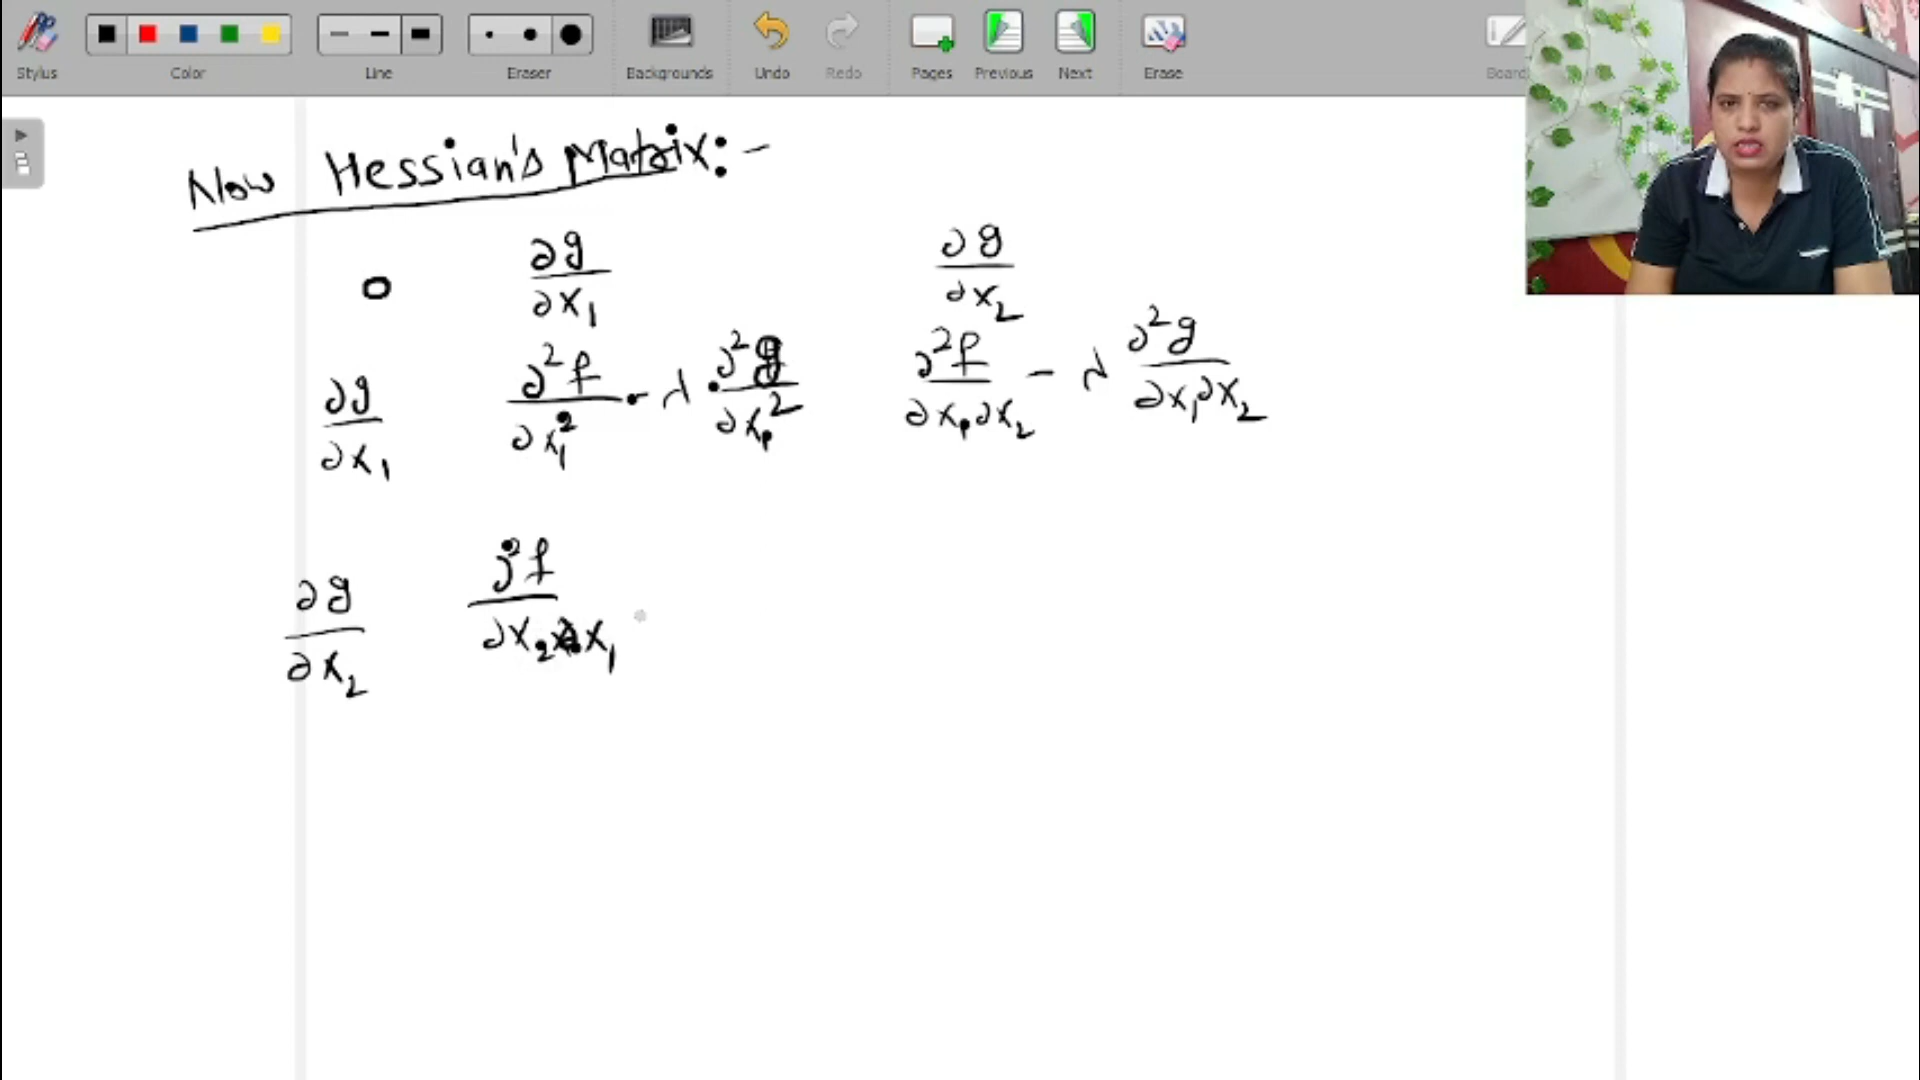 Stylus Color Line Eraser Backgrounds Undo Redo Pages Previous Next Erase Board
Now Hessian's Matrix:-
0 ∂g/∂x₁ ∂g/∂x₂
∂g/∂x₁ ∂²f/∂x₁² - λ ∂²g/∂x₁² ∂²f/∂x₁∂x₂ - λ ∂²g/∂x₁∂x₂
∂g/∂x₂ ∂²f/∂x₂∂x₁